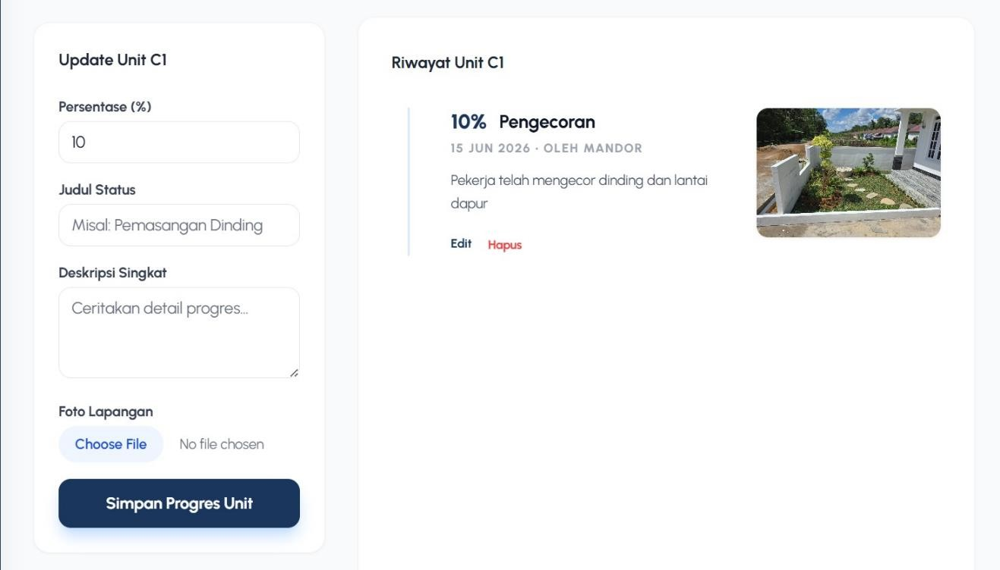 Update Unit C1
Persentase (%)
10
Judul Status
Misal: Pemasangan Dinding
Deskripsi Singkat
Ceritakan detail progres...
Foto Lapangan
Choose File No file chosen
Simpan Progres Unit
Riwayat Unit C1
10% Pengecoran
15 JUN 2026 · OLEH MANDOR
Pekerja telah mengecor dinding dan lantai
dapur
Edit Hapus